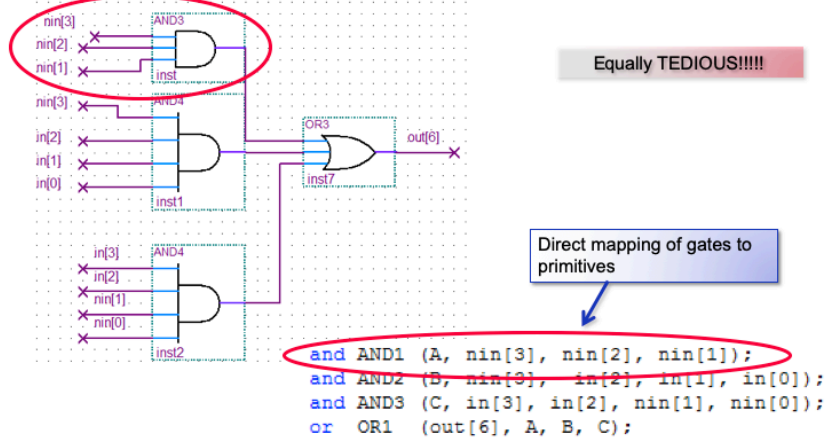 nin[3]
nin[2]
nin[1]
AND3
inst
nin[3]
in[2]
in[1]
in[0]
AND4
inst1
OR3
inst7
out[6]
in[3]
in[2]
nin[1]
nin[0]
AND4
inst2
Equally TEDIOUS!!!!!
Direct mapping of gates to
primitives
and AND1 (A, nin[3], nin[2], nin[1]);
and AND2 (B, nin[3], in[2], in[1], in[0]);
and AND3 (C, in[3], in[2], nin[1], nin[0]);
or OR1 (out[6], A, B, C);